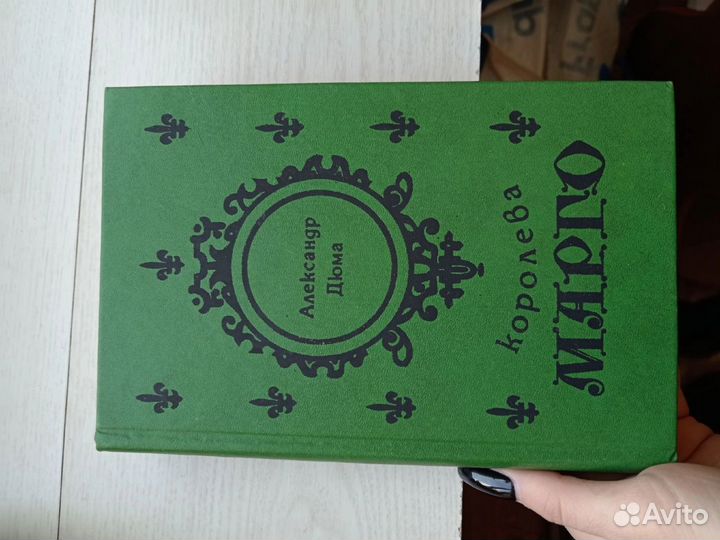 Александр
Дюма
королева
МАРГО
Avito